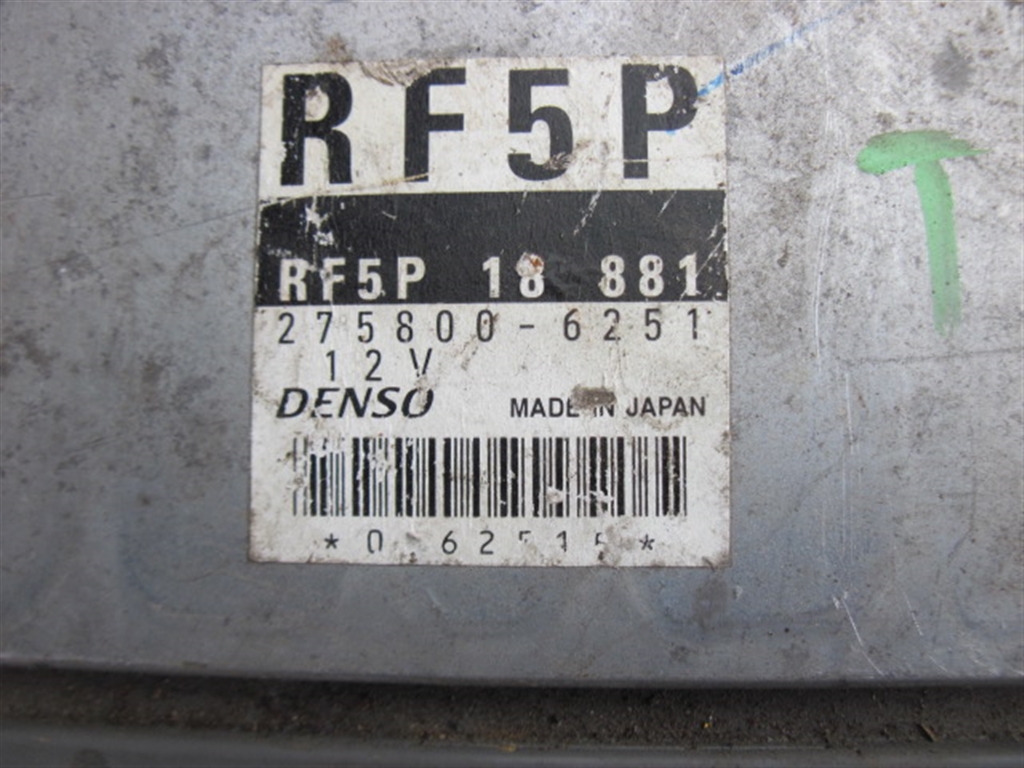 RF5P
RF5P 18 881
275800-6251
12V
DENSO MADE IN JAPAN
T